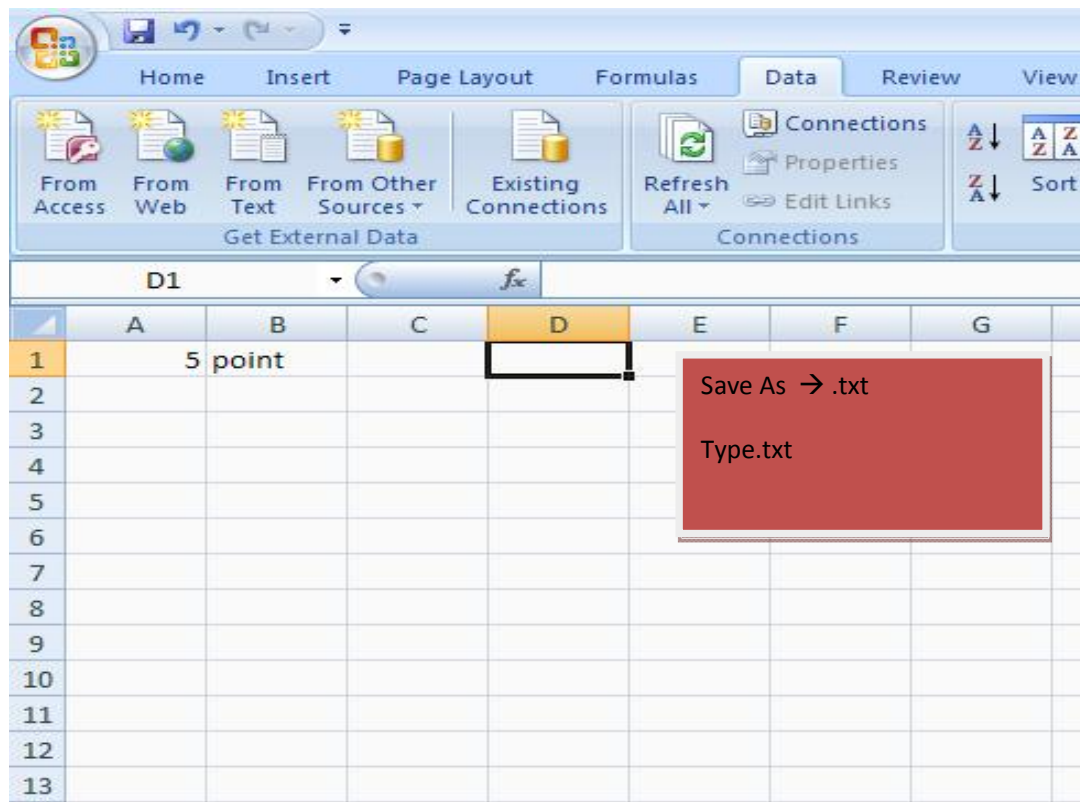 Home Insert Page Layout Formulas Data Review View
From Access
From Web
From Text
From Other Sources
Existing Connections
Get External Data
Refresh All
Connections
Properties
Edit Links
Connections
A Z
Z A
A Z
Z A
Sort
D1 fx
A B C D E F G
1 5 point
2
3
4
5
6
7
8
9
10
11
12
13
Save As → .txt
Type.txt